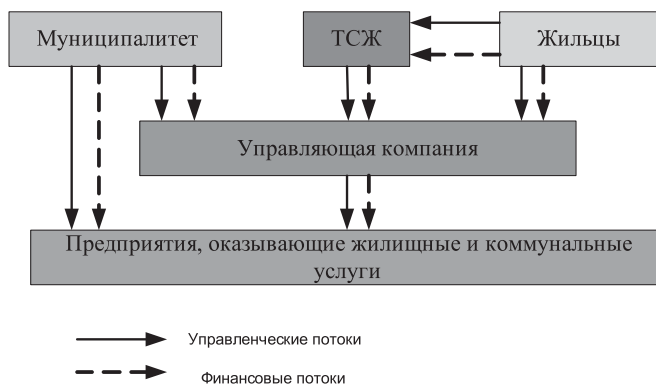 Муниципалитет
ТСЖ
Жильцы
Управляющая компания
Предприятия, оказывающие жилищные и коммунальные
услуги
Управленческие потоки
Финансовые потоки